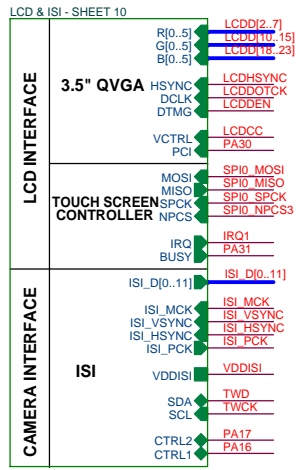 LCD & ISI - SHEET 10
LCD INTERFACE
3.5" QVGA
R[0..5] LCDD[2..7]
G[0..5] LCDD[10..15]
B[0..5] LCDD[18..23]
HSYNC LCDHSYNC
DCLK LCDDOTCK
DTMG LCDDEN
VCTRL LCDCC
PCI PA30
TOUCH SCREEN
CONTROLLER
MOSI SPI0_MOSI
MISO SPI0_MISO
SPCK SPI0_SPCK
NPCS SPI0_NPCS3
IRQ IRQ1
BUSY PA31
CAMERA INTERFACE
ISI
ISI_D[0..11] ISI_D[0..11]
ISI_MCK ISI_MCK
ISI_VSYNC ISI_VSYNC
ISI_HSYNC ISI_HSYNC
ISI_PCK ISI_PCK
VDDISI VDDISI
SDA TWD
SCL TWCK
CTRL2 PA17
CTRL1 PA16